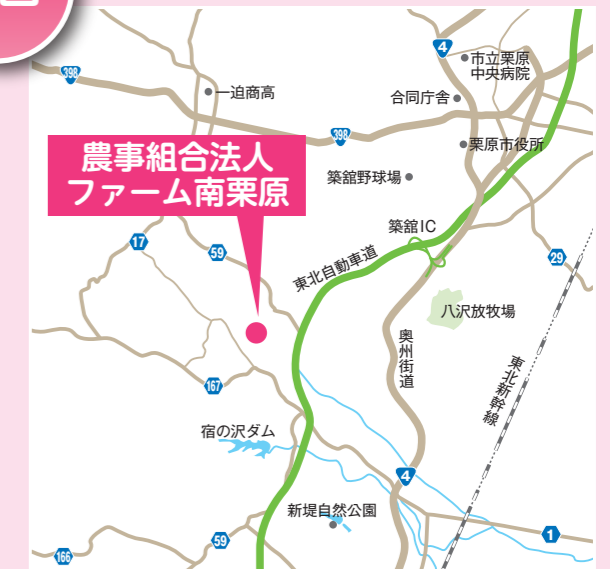 4
市立栗原
中央病院
398
一迫商高
合同庁舎
398
栗原市役所
農事組合法人
ファーム南栗原
築舘野球場
築舘IC
17
59
東北自動車道
29
八沢放牧場
奥州街道
東北新幹線
167
宿の沢ダム
4
新堤自然公園
59
1
166